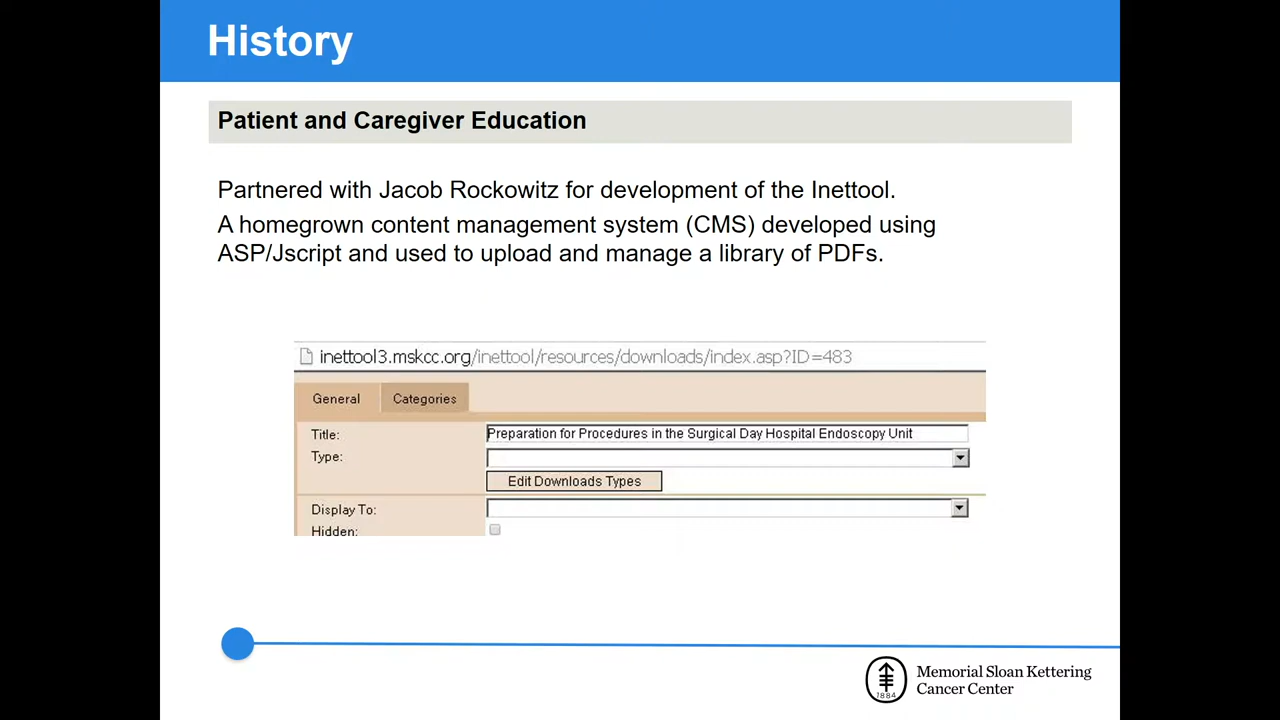 History
Patient and Caregiver Education
Partnered with Jacob Rockowitz for development of the Inettool.
A homegrown content management system (CMS) developed using
ASP/Jscript and used to upload and manage a library of PDFs.
inettool3.mskcc.org/inettool/resources/downloads/index.asp?ID=483
General Categories
Title: Preparation for Procedures in the Surgical Day Hospital Endoscopy Unit
Type:
Edit Downloads Types
Display To:
Hidden:
1884
Memorial Sloan Kettering
Cancer Center